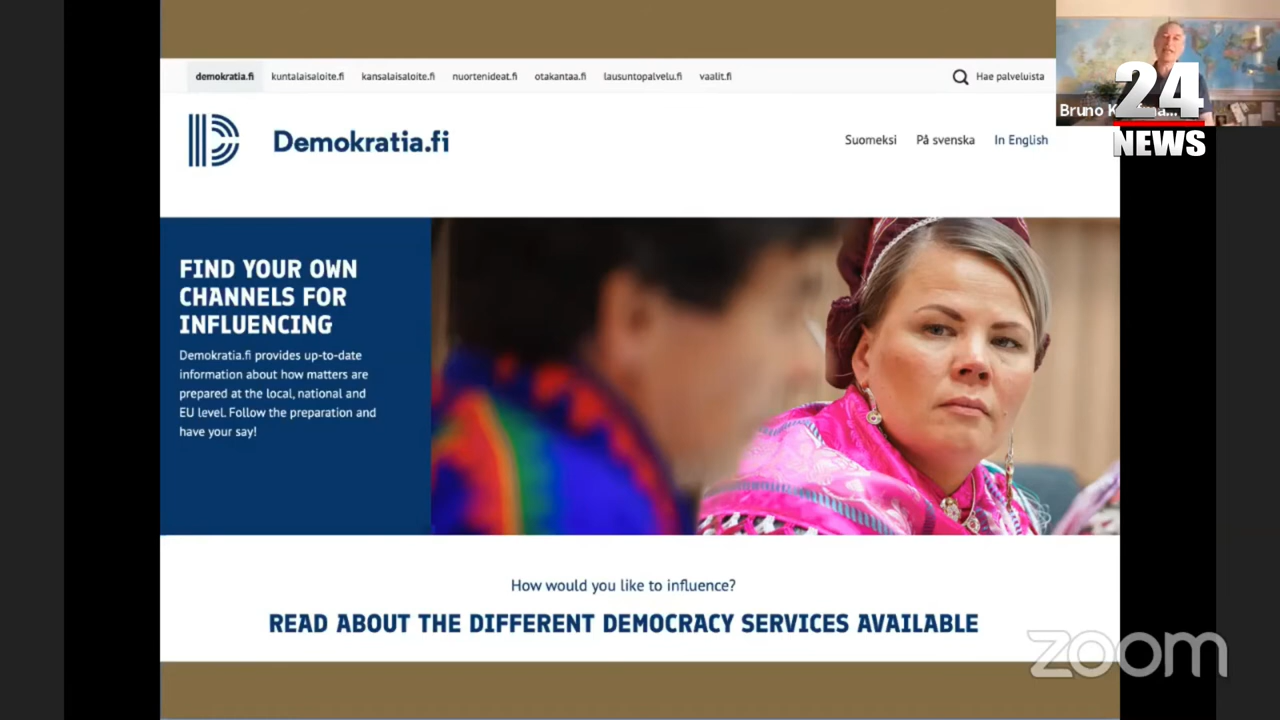 demokratia.fi kuntalaisaloite.fi kansalaisaloite.fi nuortenideat.fi otakantaa.fi lausuntopalvelu.fi vaalit.fi Hae palveluista
Bruno
24
NEWS
Demokratia.fi
Suomeksi På svenska In English
FIND YOUR OWN
CHANNELS FOR
INFLUENCING
Demokratia.fi provides up-to-date
information about how matters are
prepared at the local, national and
EU level. Follow the preparation and
have your say!
How would you like to influence?
READ ABOUT THE DIFFERENT DEMOCRACY SERVICES AVAILABLE
zoom